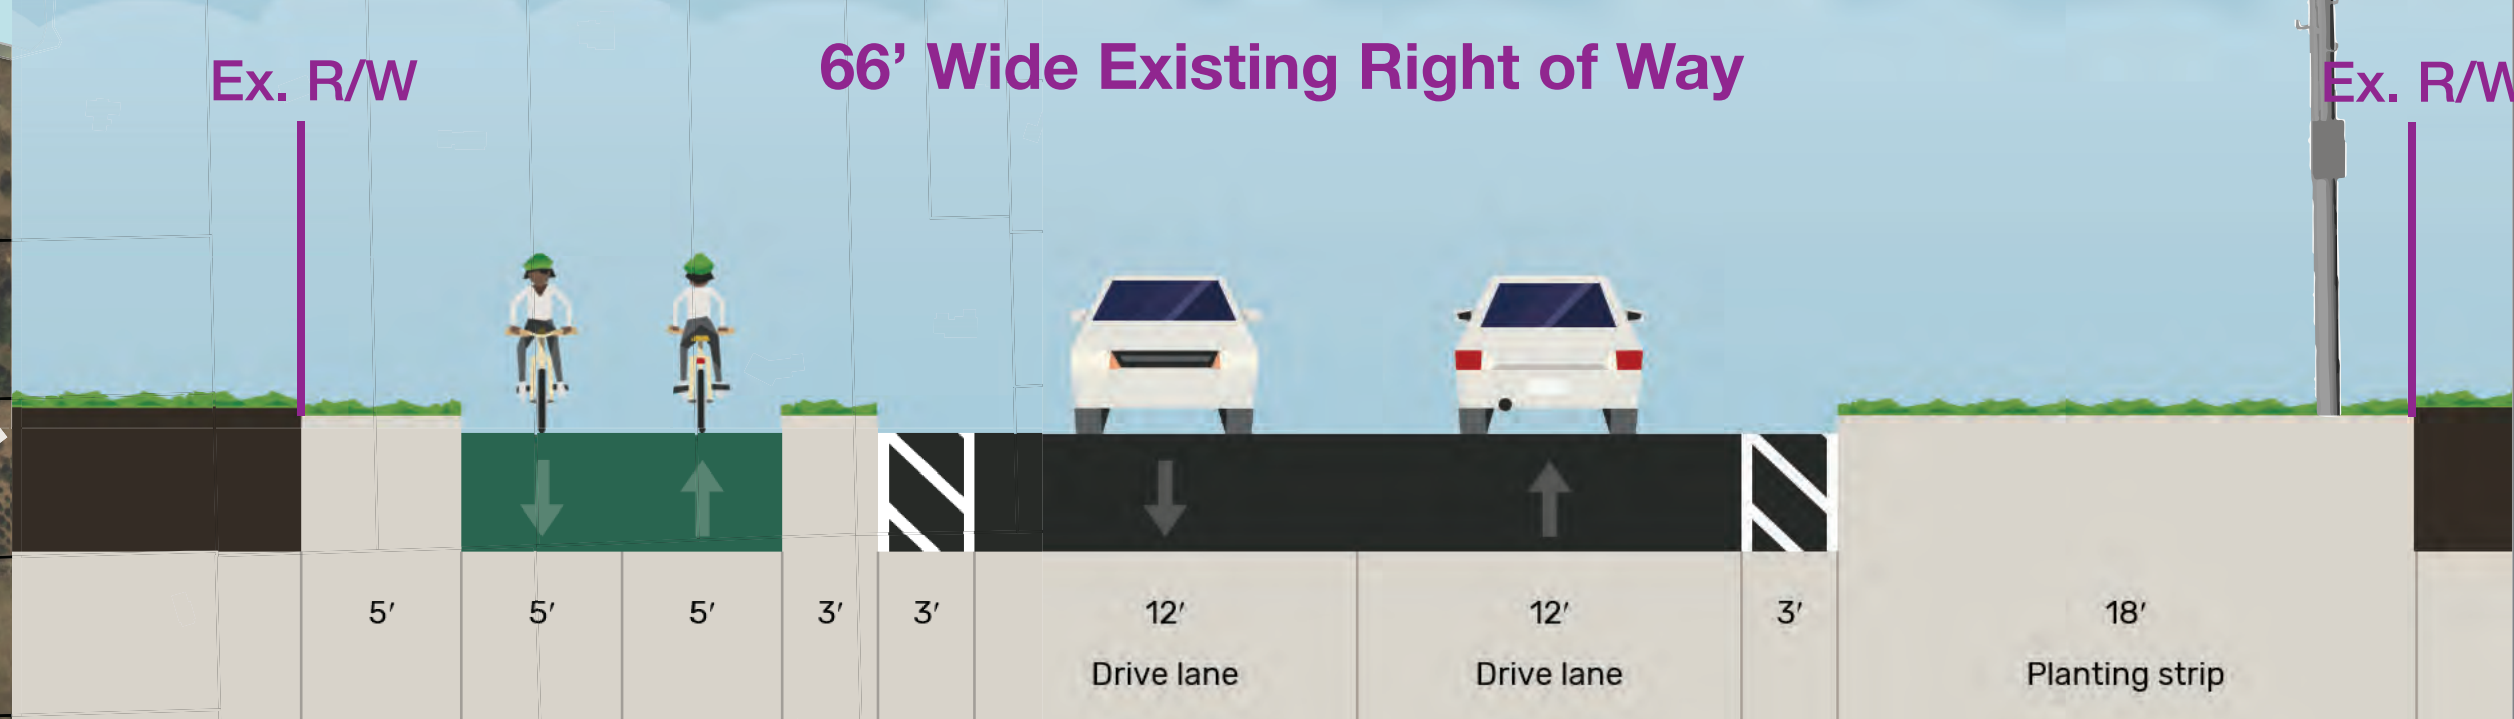 66’ Wide Existing Right of Way
Ex. R/W
Ex. R/W
5′ 5′ 5′ 3′ 3′ 12′ 12′ 3′ 18′
Drive lane Drive lane Planting strip